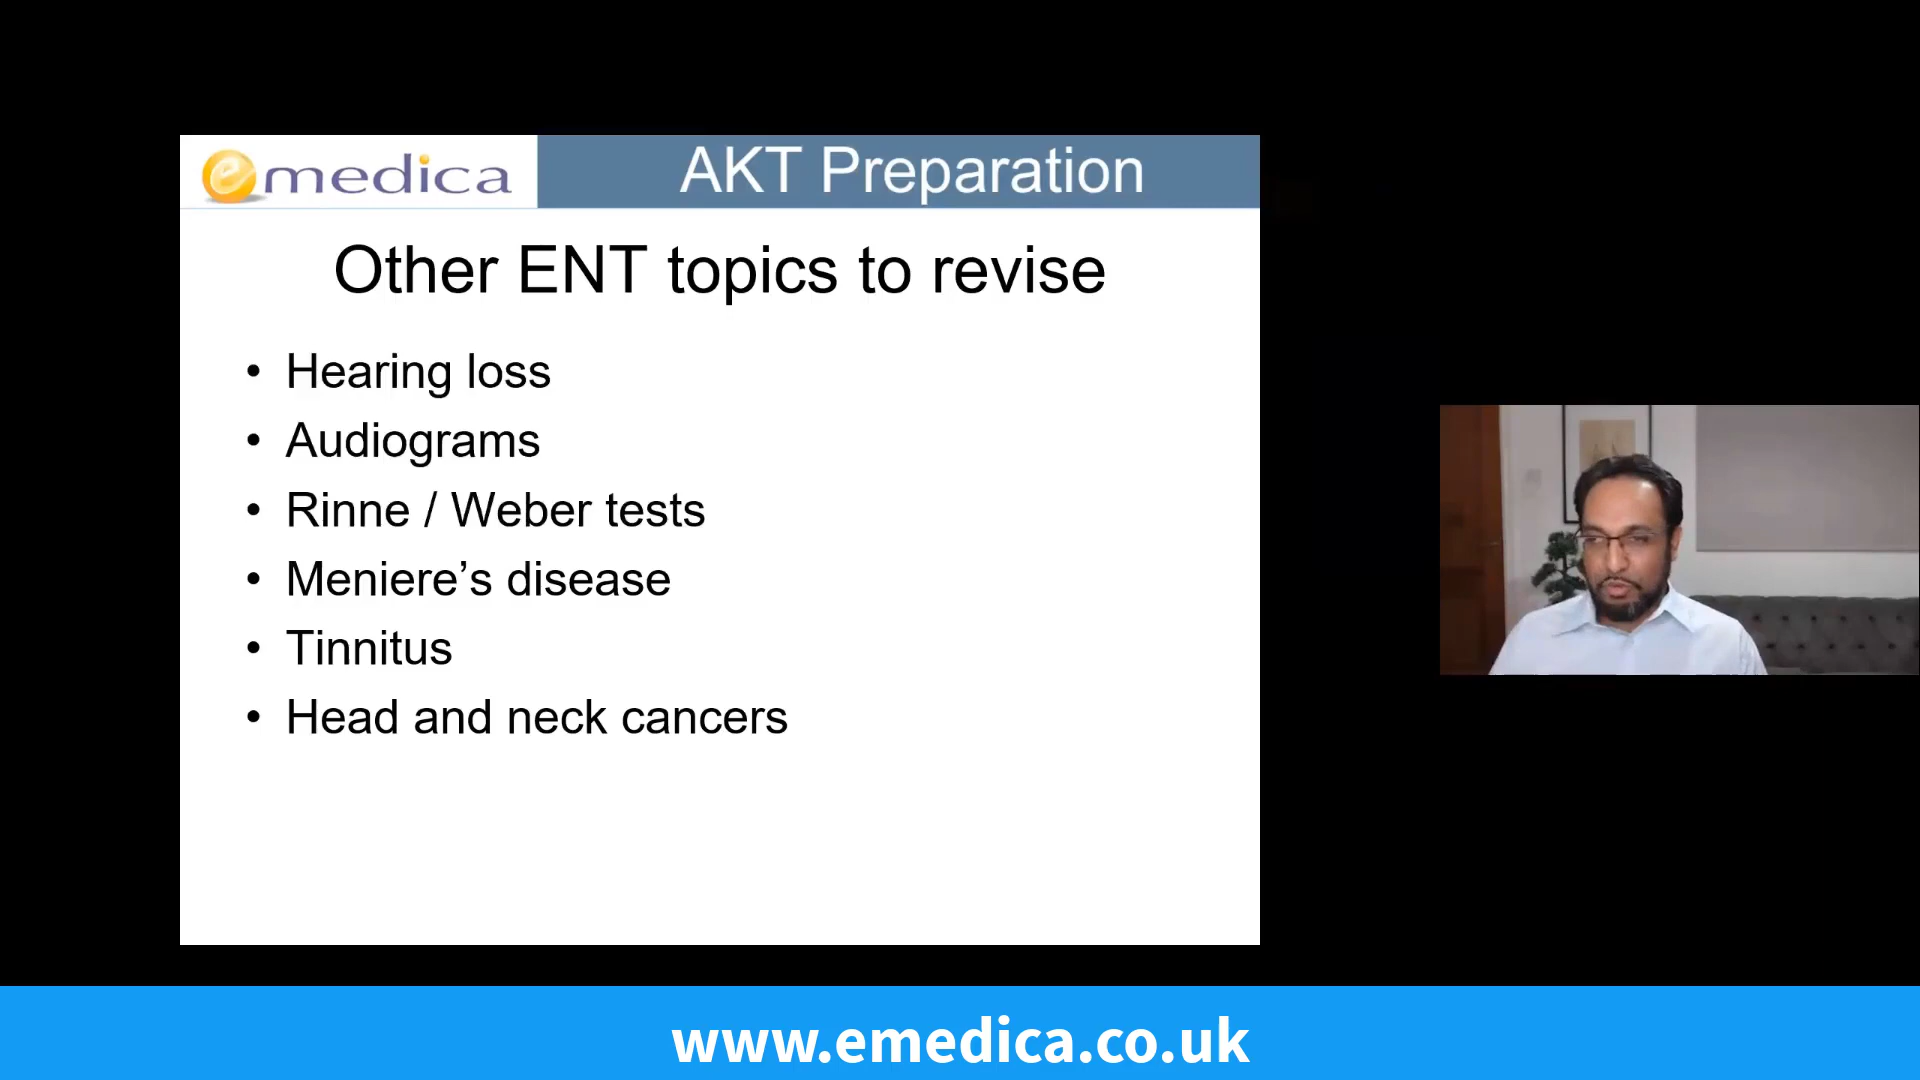 emedica
AKT Preparation
Other ENT topics to revise
• Hearing loss
• Audiograms
• Rinne / Weber tests
• Meniere’s disease
• Tinnitus
• Head and neck cancers
www.emedica.co.uk